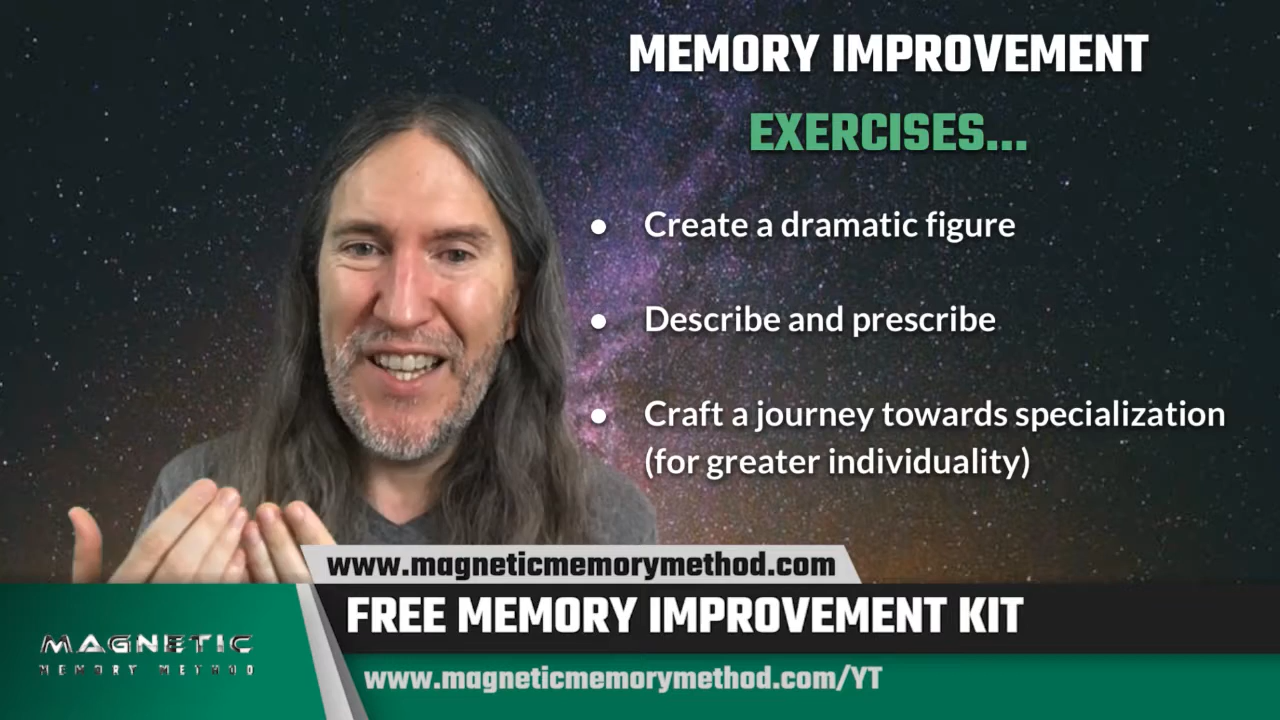 MEMORY IMPROVEMENT
EXERCISES...
• Create a dramatic figure
• Describe and prescribe
• Craft a journey towards specialization
(for greater individuality)
www.magneticmemorymethod.com
FREE MEMORY IMPROVEMENT KIT
MAGNETIC
MEMORY METHOD
www.magneticmemorymethod.com/YT